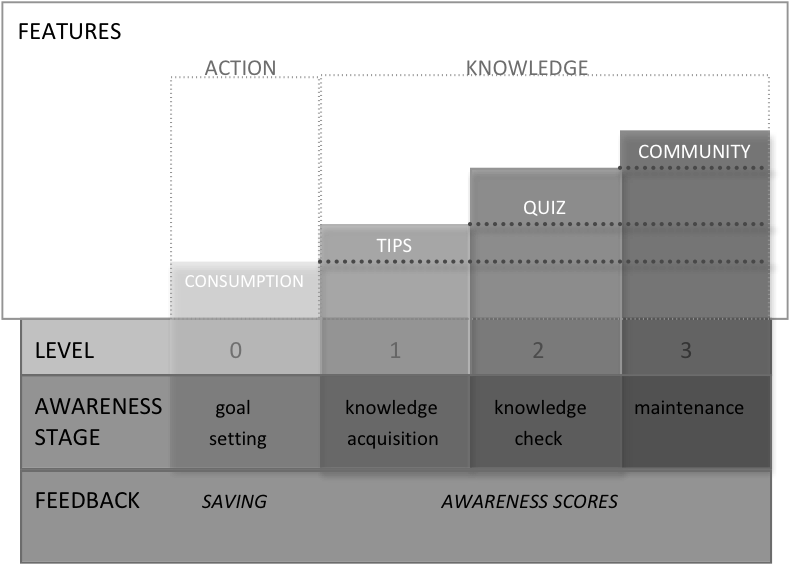 FEATURES
ACTION
KNOWLEDGE
COMMUNITY
QUIZ
TIPS
CONSUMPTION
LEVEL 0 1 2 3
AWARENESS STAGE
goal setting
knowledge acquisition
knowledge check
maintenance
FEEDBACK SAVING AWARENESS SCORES